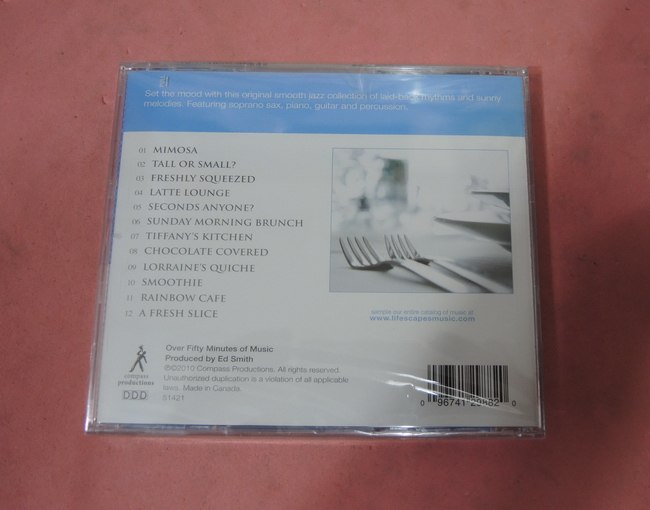 Set the mood with this original smooth jazz collection of laid-back rhythms and sunny
melodies. Featuring soprano sax, piano, guitar and percussion.
01 MIMOSA
02 TALL OR SMALL?
03 FRESHLY SQUEEZED
04 LATTE LOUNGE
05 SECONDS ANYONE?
06 SUNDAY MORNING BRUNCH
07 TIFFANY'S KITCHEN
08 CHOCOLATE COVERED
09 LORRAINE'S QUICHE
10 SMOOTHIE
11 RAINBOW CAFE
12 A FRESH SLICE
sample our entire catalog of music at
www.lifescapesmusic.com
Over Fifty Minutes of Music
Produced by Ed Smith
℗©2010 Compass Productions. All rights reserved.
Unauthorized duplication is a violation of all applicable
laws. Made in Canada.
51421
compass
productions
DDD
0 96741 0